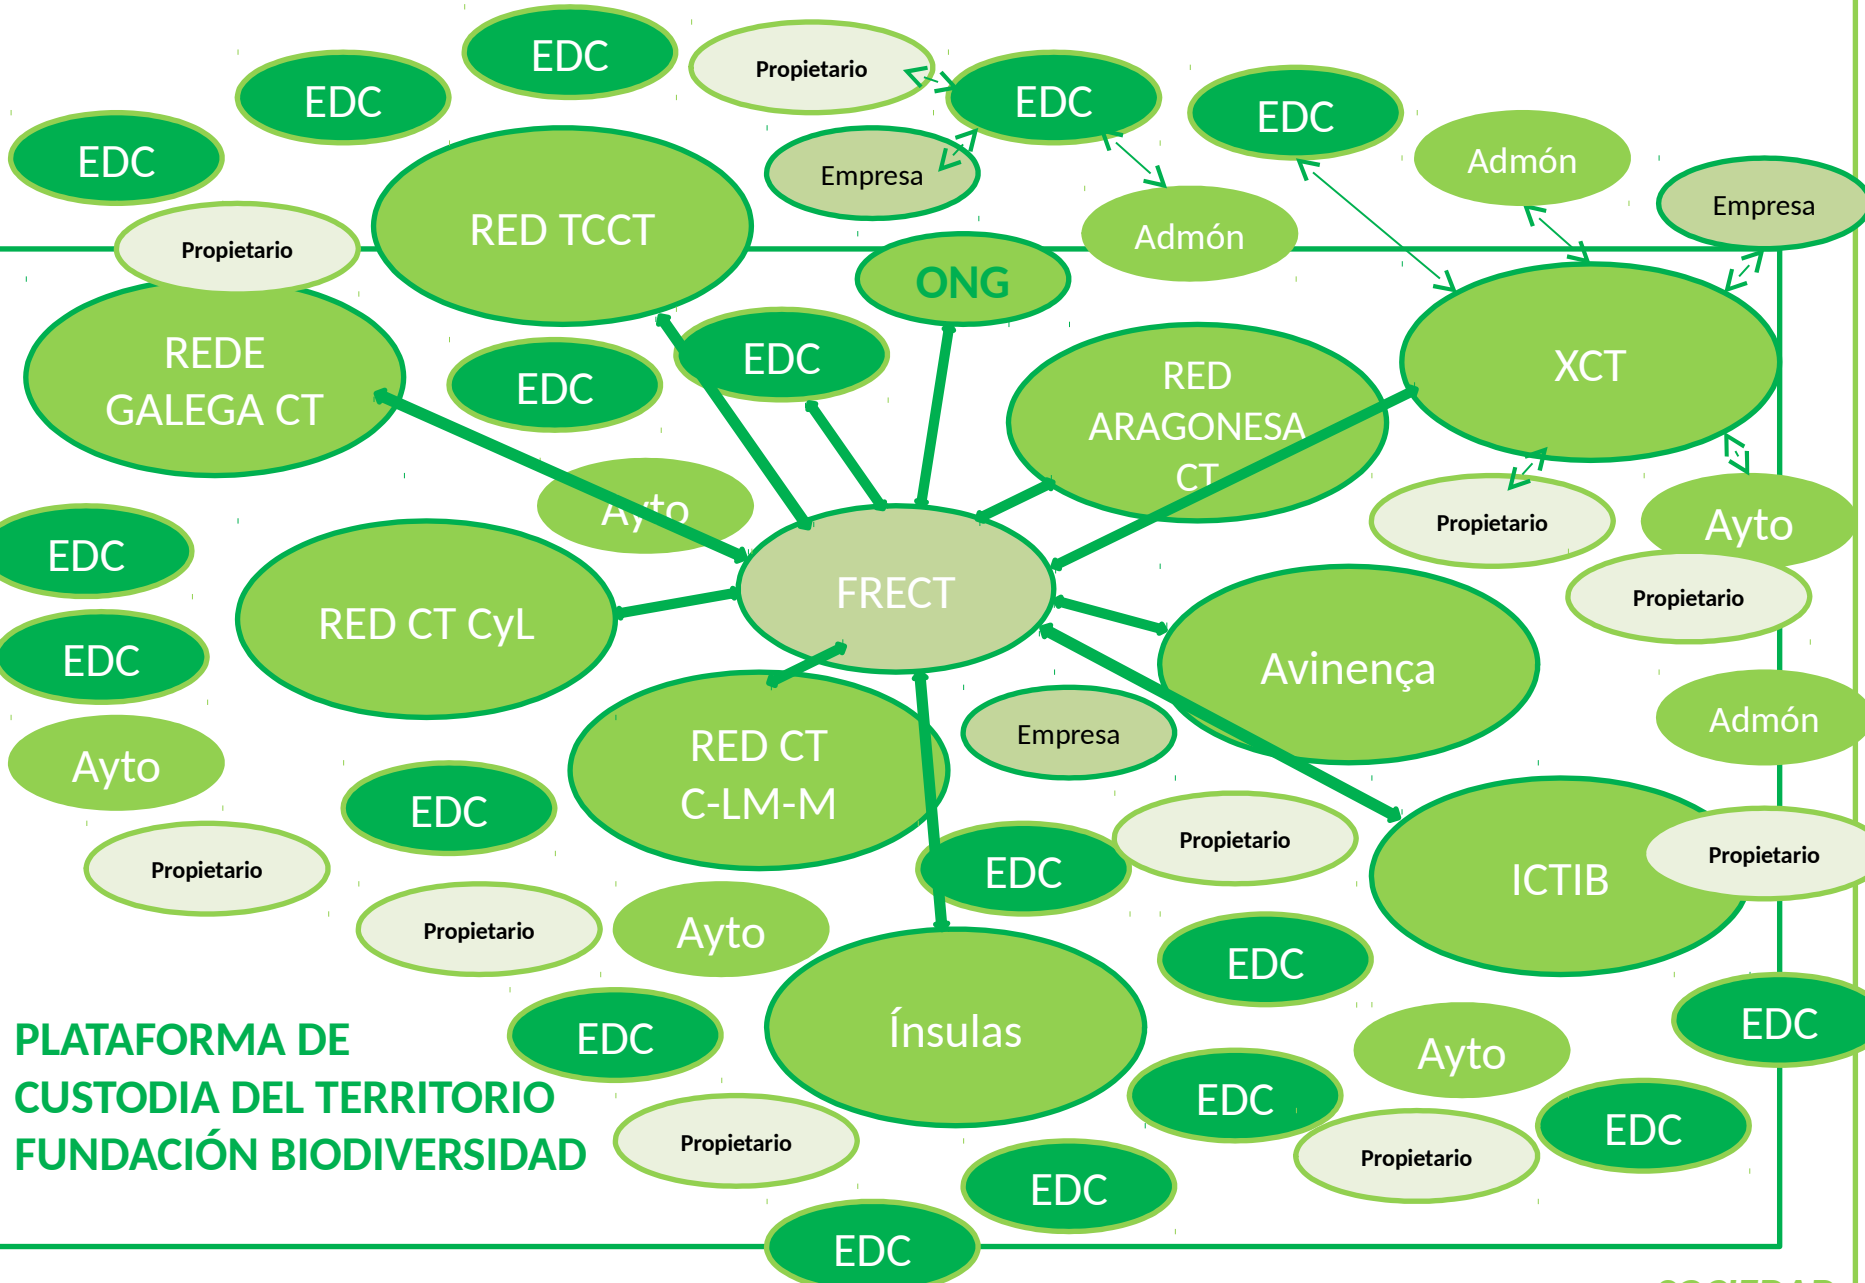 EDC
Propietario
EDC
EDC
EDC
EDC
EDC
Admón
Empresa
Empresa
RED TCCT
Admón
Propietario
ONG
REDE
GALEGA CT
EDC
EDC
RED
ARAGONESA
CT
XCT
Ayto
Propietario
Ayto
EDC
FRECT
Propietario
RED CT CyL
EDC
Avinença
Admón
Empresa
RED CT
C-LM-M
Ayto
EDC
Propietario
Propietario
Propietario
EDC
ICTIB
Propietario
Ayto
EDC
EDC
Ínsulas
EDC
Ayto
PLATAFORMA DE
CUSTODIA DEL TERRITORIO
FUNDACIÓN BIODIVERSIDAD
EDC
EDC
Propietario
Propietario
EDC
EDC